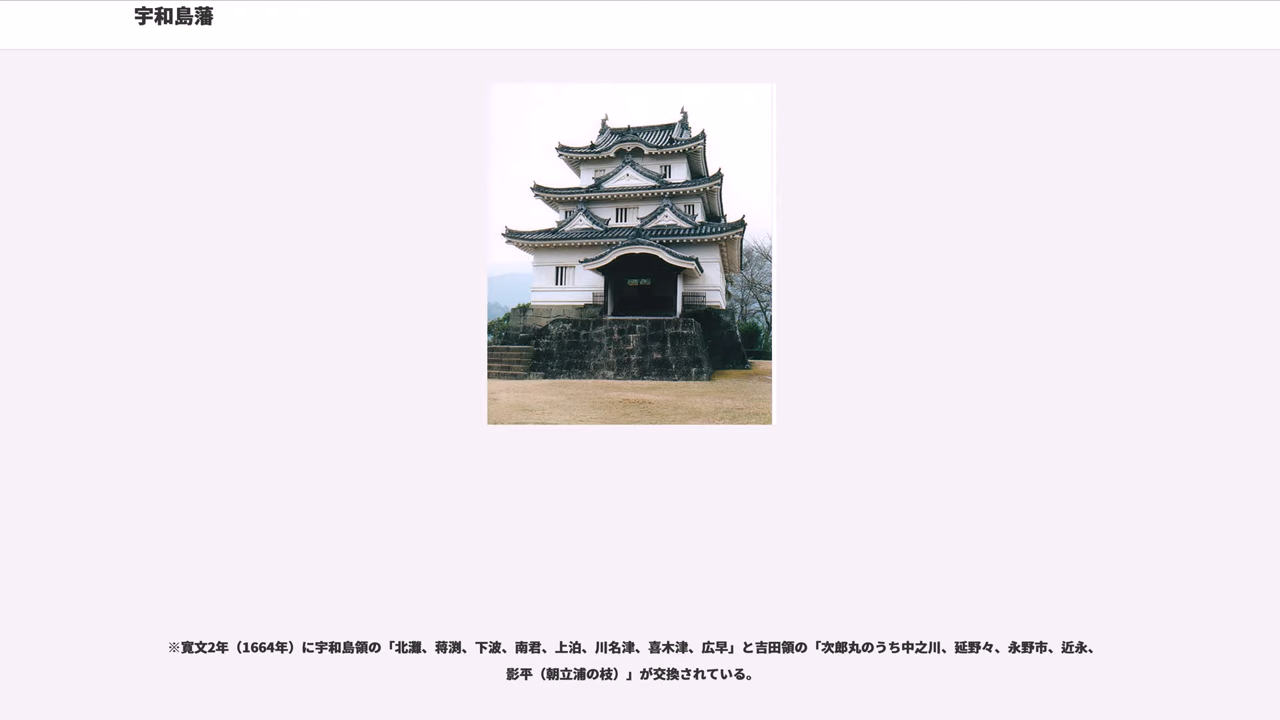 宇和島藩
※寛文2年（1664年）に宇和島領の「北灘、蒋渕、下波、南君、上泊、川名津、喜木津、広早」と吉田領の「次郎丸のうち中之川、延野々、永野市、近永、
影平（朝立浦の枝）」が交換されている。